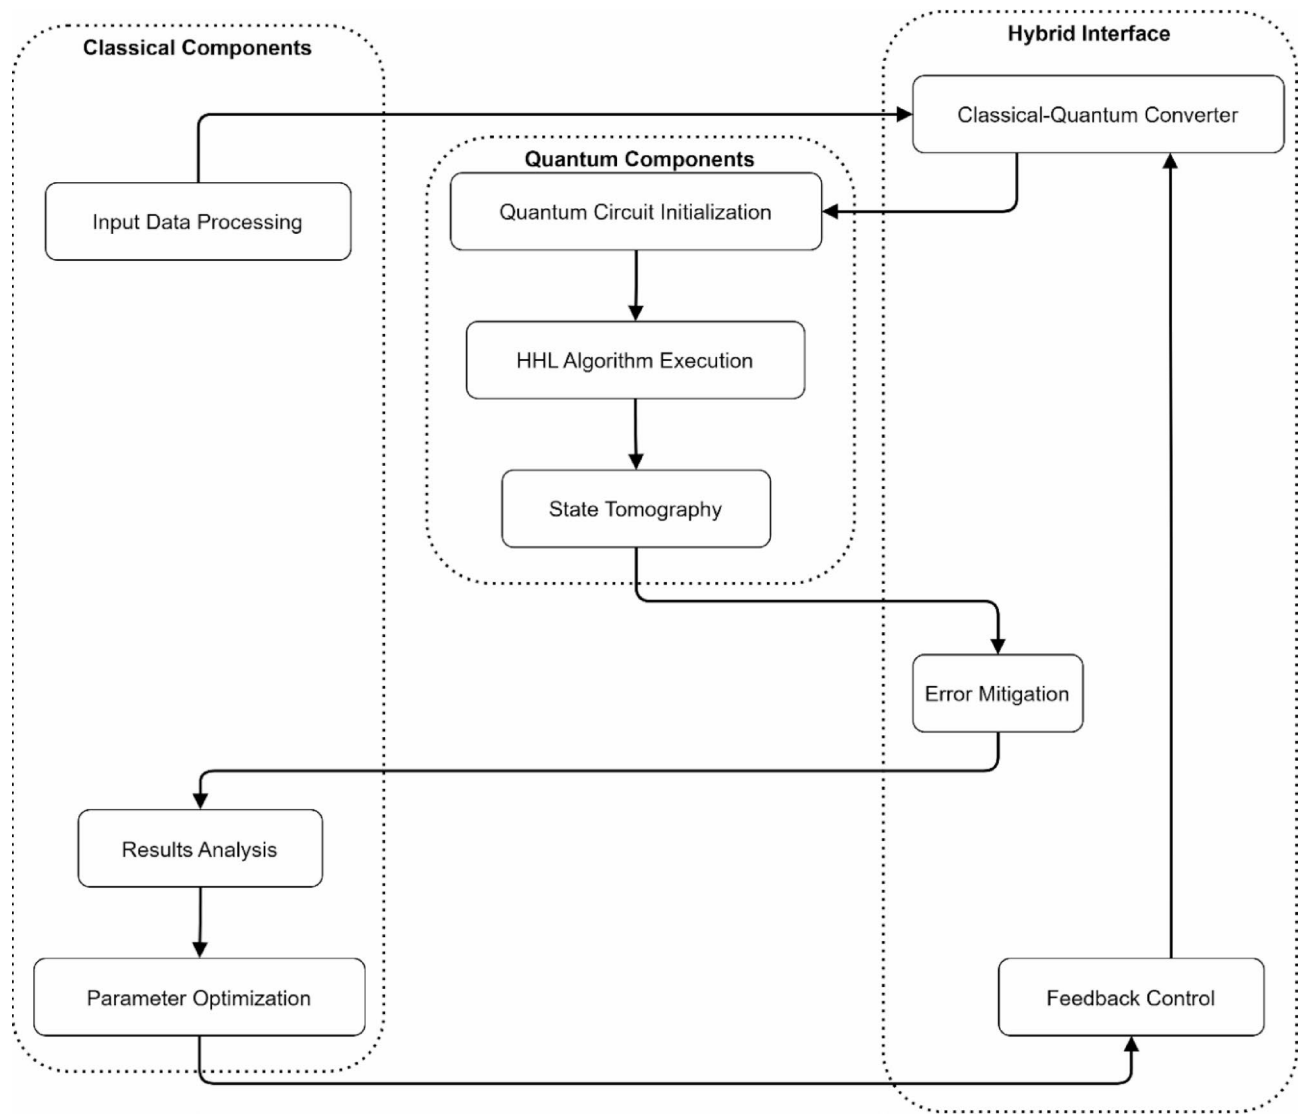 Classical Components
Hybrid Interface
Classical-Quantum Converter
Quantum Components
Input Data Processing
Quantum Circuit Initialization
HHL Algorithm Execution
State Tomography
Error Mitigation
Results Analysis
Parameter Optimization
Feedback Control